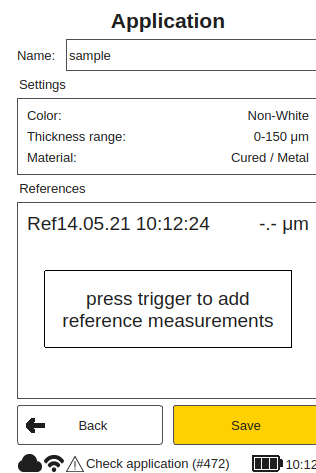 Application
Name: sample
Settings
Color: Non-White
Thickness range: 0-150 µm
Material: Cured / Metal
References
Ref14.05.21 10:12:24 -.- µm
press trigger to add
reference measurements
Back Save
Check application (#472) 10:12